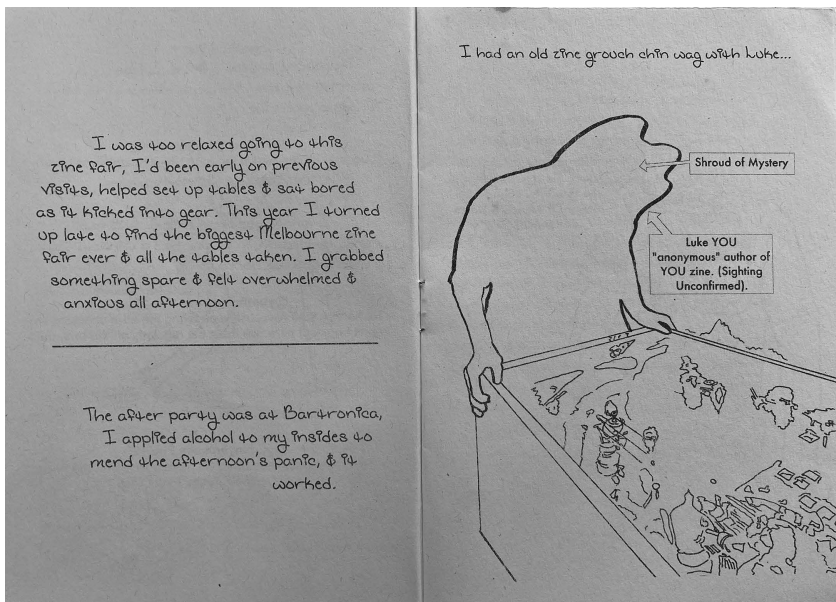 I was too relaxed going to this
zine fair, I'd been early on previous
visits, helped set up tables & sat bored
as it kicked into gear. This year I turned
up late to find the biggest Melbourne zine
fair ever & all the tables taken. I grabbed
something spare & felt overwhelmed &
anxious all afternoon.
The after party was at Bartronica,
I applied alcohol to my insides to
mend the afternoon's panic, & it
worked.
I had an old zine grouch chin wag with Luke...
Shroud of Mystery
Luke YOU
"anonymous" author of
YOU zine. (Sighting
Unconfirmed).